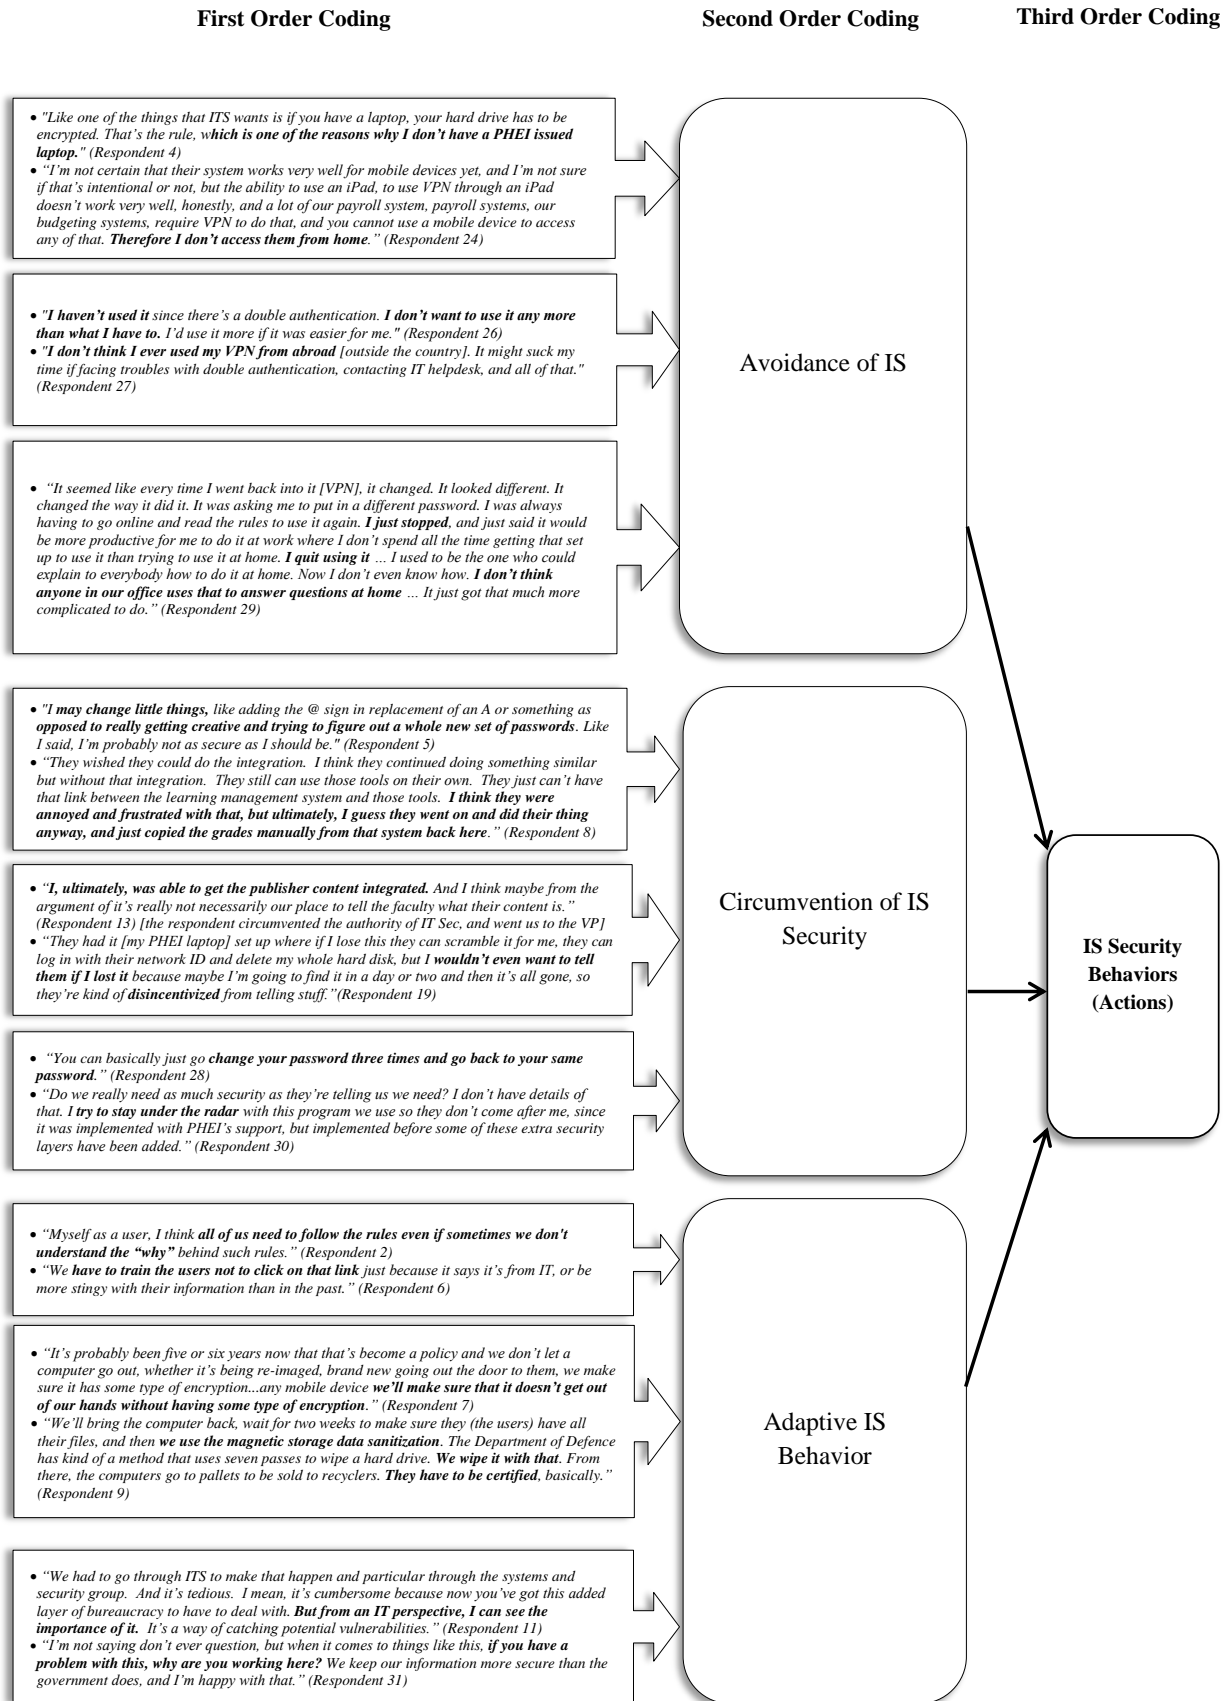 First Order Coding
Second Order Coding
Third Order Coding
• "Like one of the things that ITS wants is if you have a laptop, your hard drive has to be
encrypted. That's the rule, which is one of the reasons why I don't have a PHEI issued
laptop." (Respondent 4)
• “I’m not certain that their system works very well for mobile devices yet, and I’m not sure
if that’s intentional or not, but the ability to use an iPad, to use VPN through an iPad
doesn’t work very well, honestly, and a lot of our payroll system, payroll systems, our
budgeting systems, require VPN to do that, and you cannot use a mobile device to access
any of that. Therefore I don’t access them from home.” (Respondent 24)
• "I haven’t used it since there’s a double authentication. I don’t want to use it any more
than what I have to. I’d use it more if it was easier for me." (Respondent 26)
• "I don’t think I ever used my VPN from abroad [outside the country]. It might suck my
time if facing troubles with double authentication, contacting IT helpdesk, and all of that."
(Respondent 27)
• “It seemed like every time I went back into it [VPN], it changed. It looked different. It
changed the way it did it. It was asking me to put in a different password. I was always
having to go online and read the rules to use it again. I just stopped, and just said it would
be more productive for me to do it at work where I don’t spend all the time getting that set
up to use it than trying to use it at home. I quit using it … I used to be the one who could
explain to everybody how to do it at home. Now I don’t even know how. I don’t think
anyone in our office uses that to answer questions at home … It just got that much more
complicated to do.” (Respondent 29)
Avoidance of IS
• "I may change little things, like adding the @ sign in replacement of an A or something as
opposed to really getting creative and trying to figure out a whole new set of passwords. Like
I said, I’m probably not as secure as I should be." (Respondent 5)
• “They wished they could do the integration. I think they continued doing something similar
but without that integration. They still can use those tools on their own. They just can’t have
that link between the learning management system and those tools. I think they were
annoyed and frustrated with that, but ultimately, I guess they went on and did their thing
anyway, and just copied the grades manually from that system back here.” (Respondent 8)
• “I, ultimately, was able to get the publisher content integrated. And I think maybe from the
argument of it’s really not necessarily our place to tell the faculty what their content is.”
(Respondent 13) [the respondent circumvented the authority of IT Sec, and went us to the VP]
• “They had it [my PHEI laptop] set up where if I lose this they can scramble it for me, they can
log in with their network ID and delete my whole hard disk, but I wouldn’t even want to tell
them if I lost it because maybe I’m going to find it in a day or two and then it’s all gone, so
they’re kind of disincentivized from telling stuff.”(Respondent 19)
• “You can basically just go change your password three times and go back to your same
password.” (Respondent 28)
• “Do we really need as much security as they’re telling us we need? I don’t have details of
that. I try to stay under the radar with this program we use so they don’t come after me, since
it was implemented with PHEI’s support, but implemented before some of these extra security
layers have been added.” (Respondent 30)
Circumvention of IS
Security
IS Security
Behaviors
(Actions)
• “Myself as a user, I think all of us need to follow the rules even if sometimes we don't
understand the “why” behind such rules.” (Respondent 2)
• “We have to train the users not to click on that link just because it says it’s from IT, or be
more stingy with their information than in the past.” (Respondent 6)
• “It’s probably been five or six years now that that’s become a policy and we don’t let a
computer go out, whether it’s being re-imaged, brand new going out the door to them, we make
sure it has some type of encryption...any mobile device we’ll make sure that it doesn’t get out
of our hands without having some type of encryption.” (Respondent 7)
• “We’ll bring the computer back, wait for two weeks to make sure they (the users) have all
their files, and then we use the magnetic storage data sanitization. The Department of Defence
has kind of a method that uses seven passes to wipe a hard drive. We wipe it with that. From
there, the computers go to pallets to be sold to recyclers. They have to be certified, basically.”
(Respondent 9)
• “We had to go through ITS to make that happen and particular through the systems and
security group. And it’s tedious. I mean, it’s cumbersome because now you’ve got this added
layer of bureaucracy to have to deal with. But from an IT perspective, I can see the
importance of it. It’s a way of catching potential vulnerabilities.” (Respondent 11)
• “I’m not saying don’t ever question, but when it comes to things like this, if you have a
problem with this, why are you working here? We keep our information more secure than the
government does, and I’m happy with that.” (Respondent 31)
Adaptive IS
Behavior